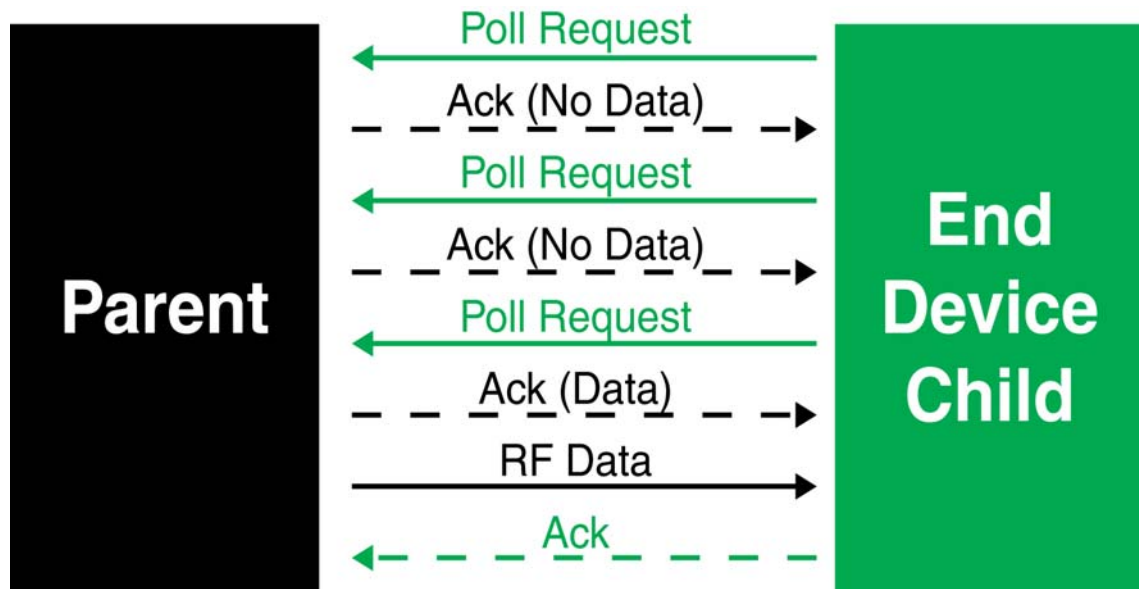 Poll Request
Ack (No Data)
Poll Request
Ack (No Data)
Poll Request
Ack (Data)
RF Data
Ack
Parent
End
Device
Child